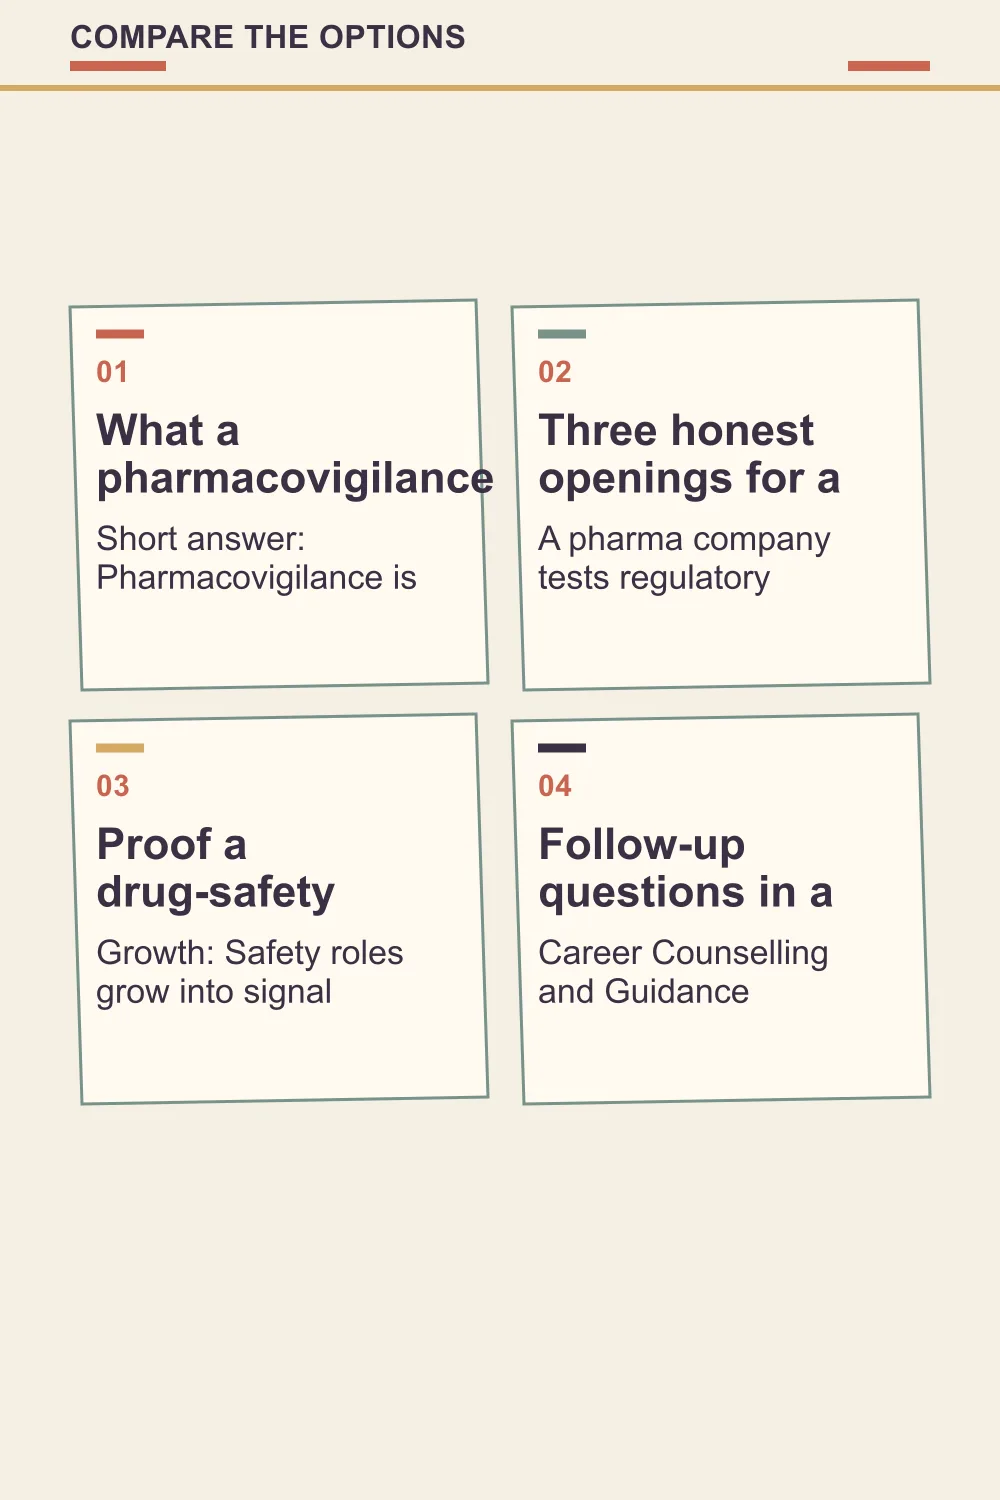 COMPARE THE OPTIONS
01
What a
pharmacovigilance
Short answer:
Pharmacovigilance is
02
Three honest
openings for a
A pharma company
tests regulatory
03
Proof a
drug-safety
Growth: Safety roles
grow into signal
04
Follow-up
questions in a
Career Counselling
and Guidance